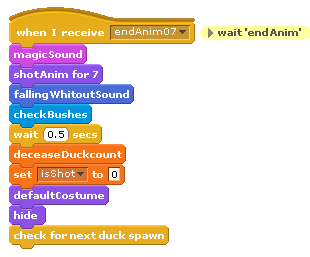 when I receive endAnim07 wait 'endAnim'
magicSound
shotAnim for 7
fallingWhitoutSound
checkBushes
wait 0.5 secs
deceaseDuckcount
set isShot to 0
defaultCostume
hide
check for next duck spawn